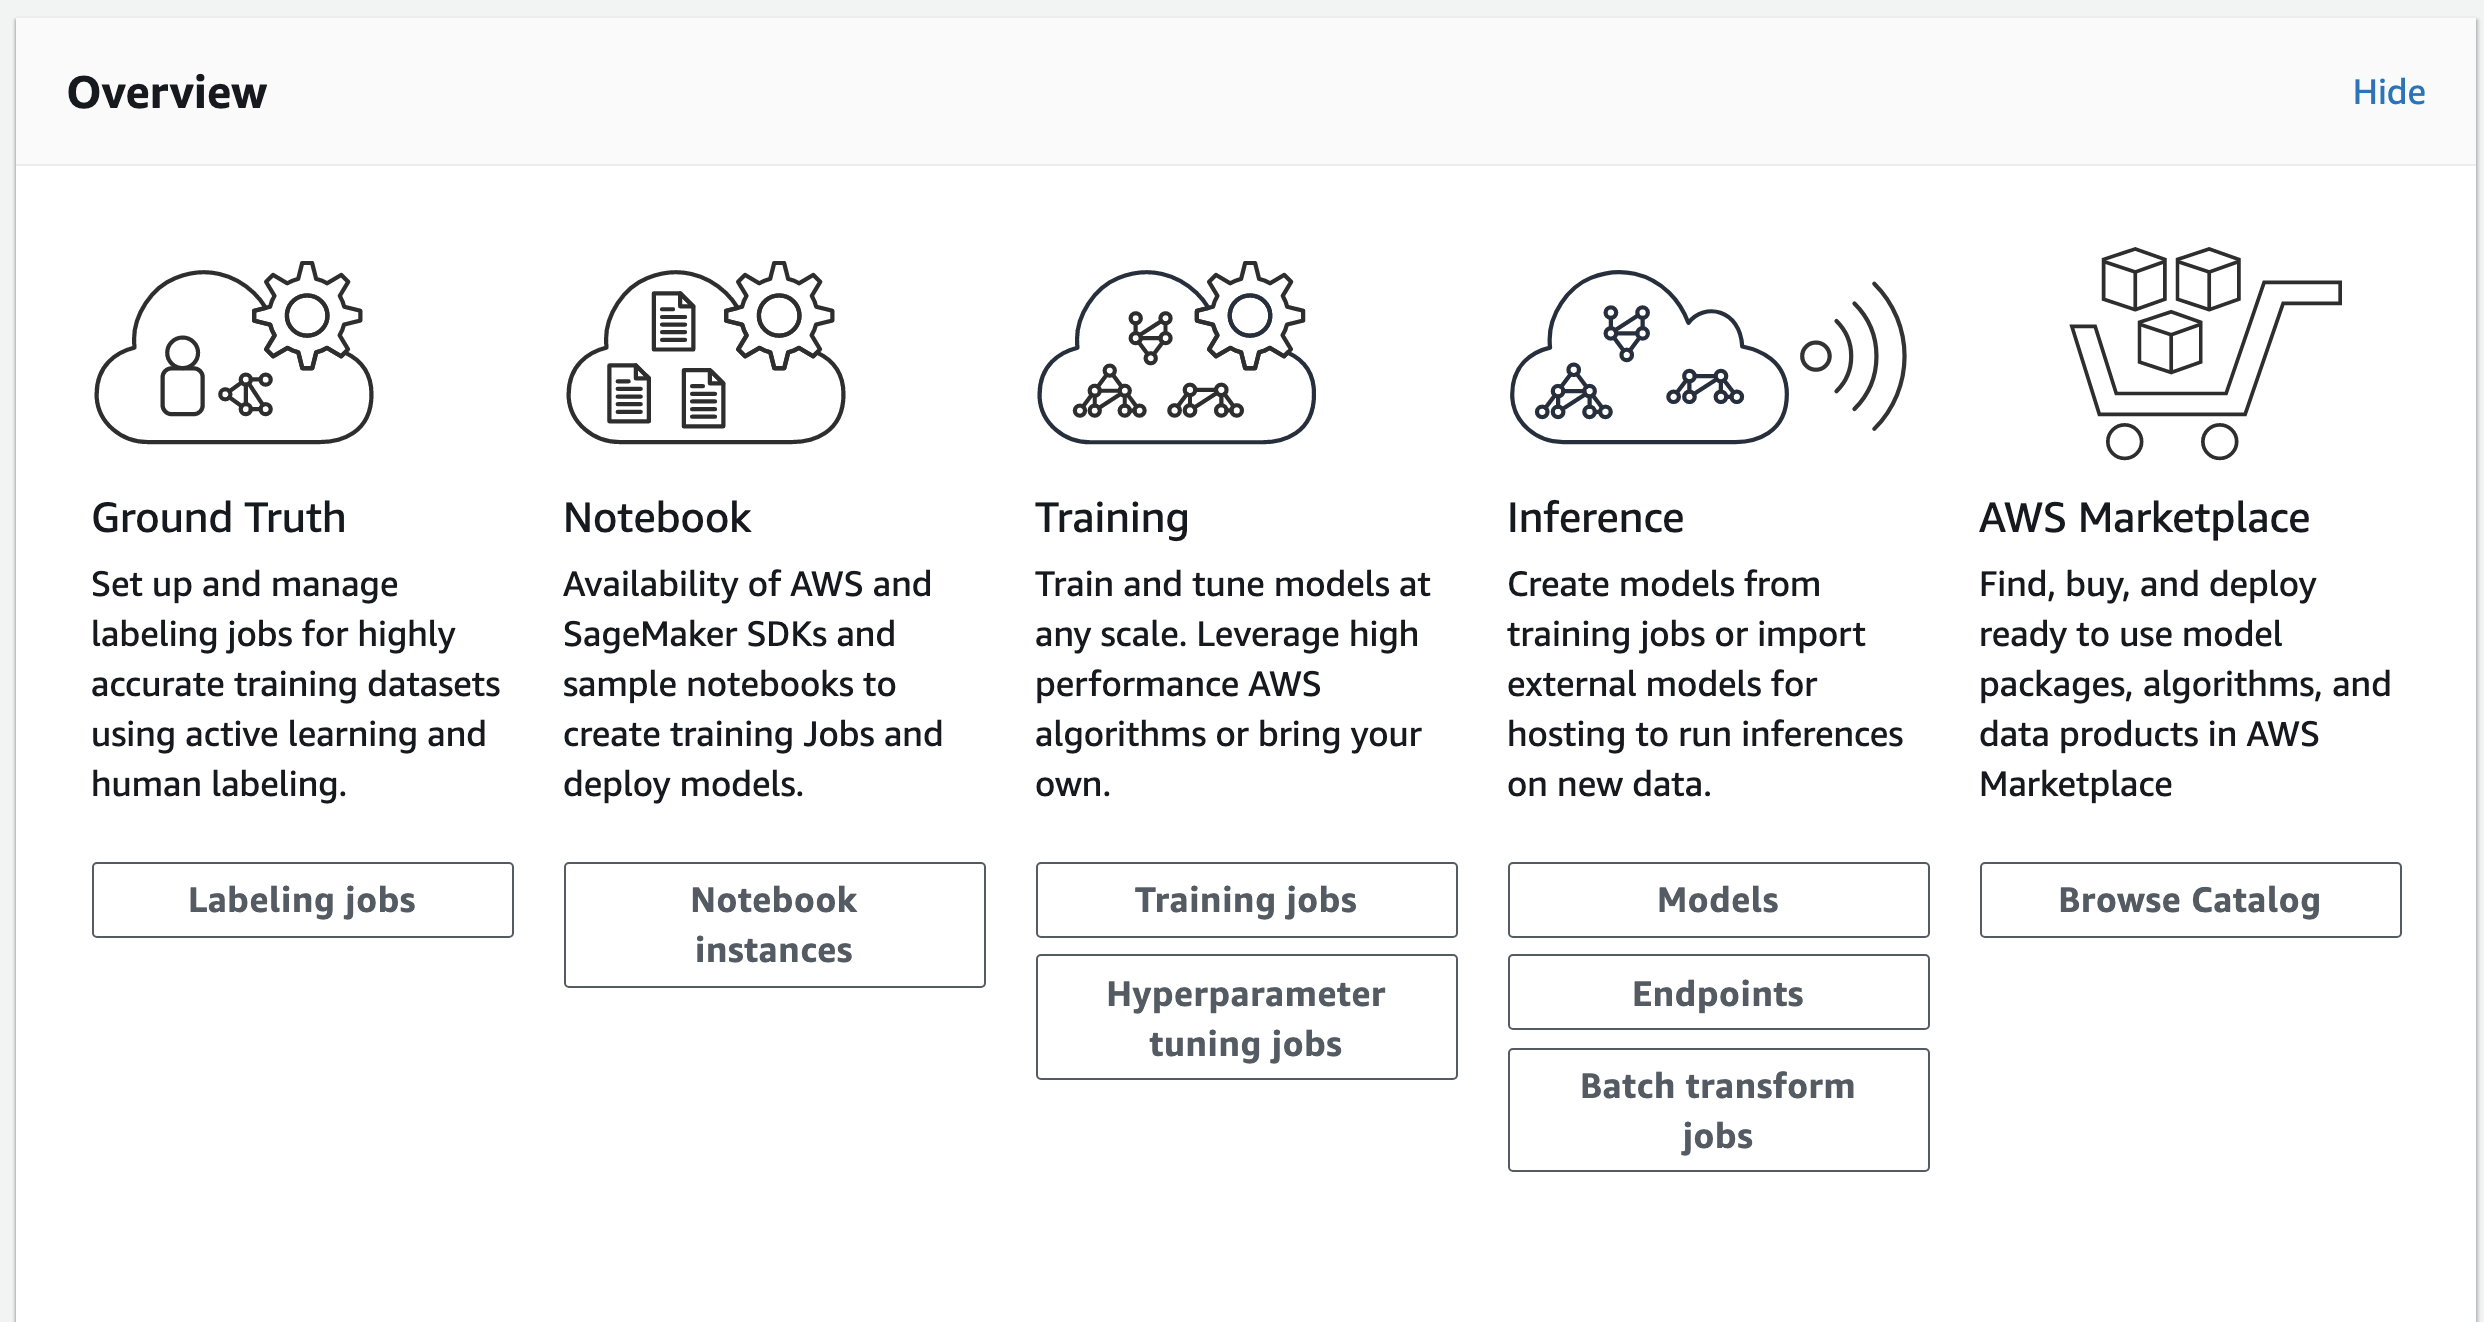 Overview
Hide
Ground Truth
Set up and manage
labeling jobs for highly
accurate training datasets
using active learning and
human labeling.
Labeling jobs
Notebook
Availability of AWS and
SageMaker SDKs and
sample notebooks to
create training Jobs and
deploy models.
Notebook
instances
Training
Train and tune models at
any scale. Leverage high
performance AWS
algorithms or bring your
own.
Training jobs
Hyperparameter
tuning jobs
Inference
Create models from
training jobs or import
external models for
hosting to run inferences
on new data.
Models
Endpoints
Batch transform
jobs
AWS Marketplace
Find, buy, and deploy
ready to use model
packages, algorithms, and
data products in AWS
Marketplace
Browse Catalog